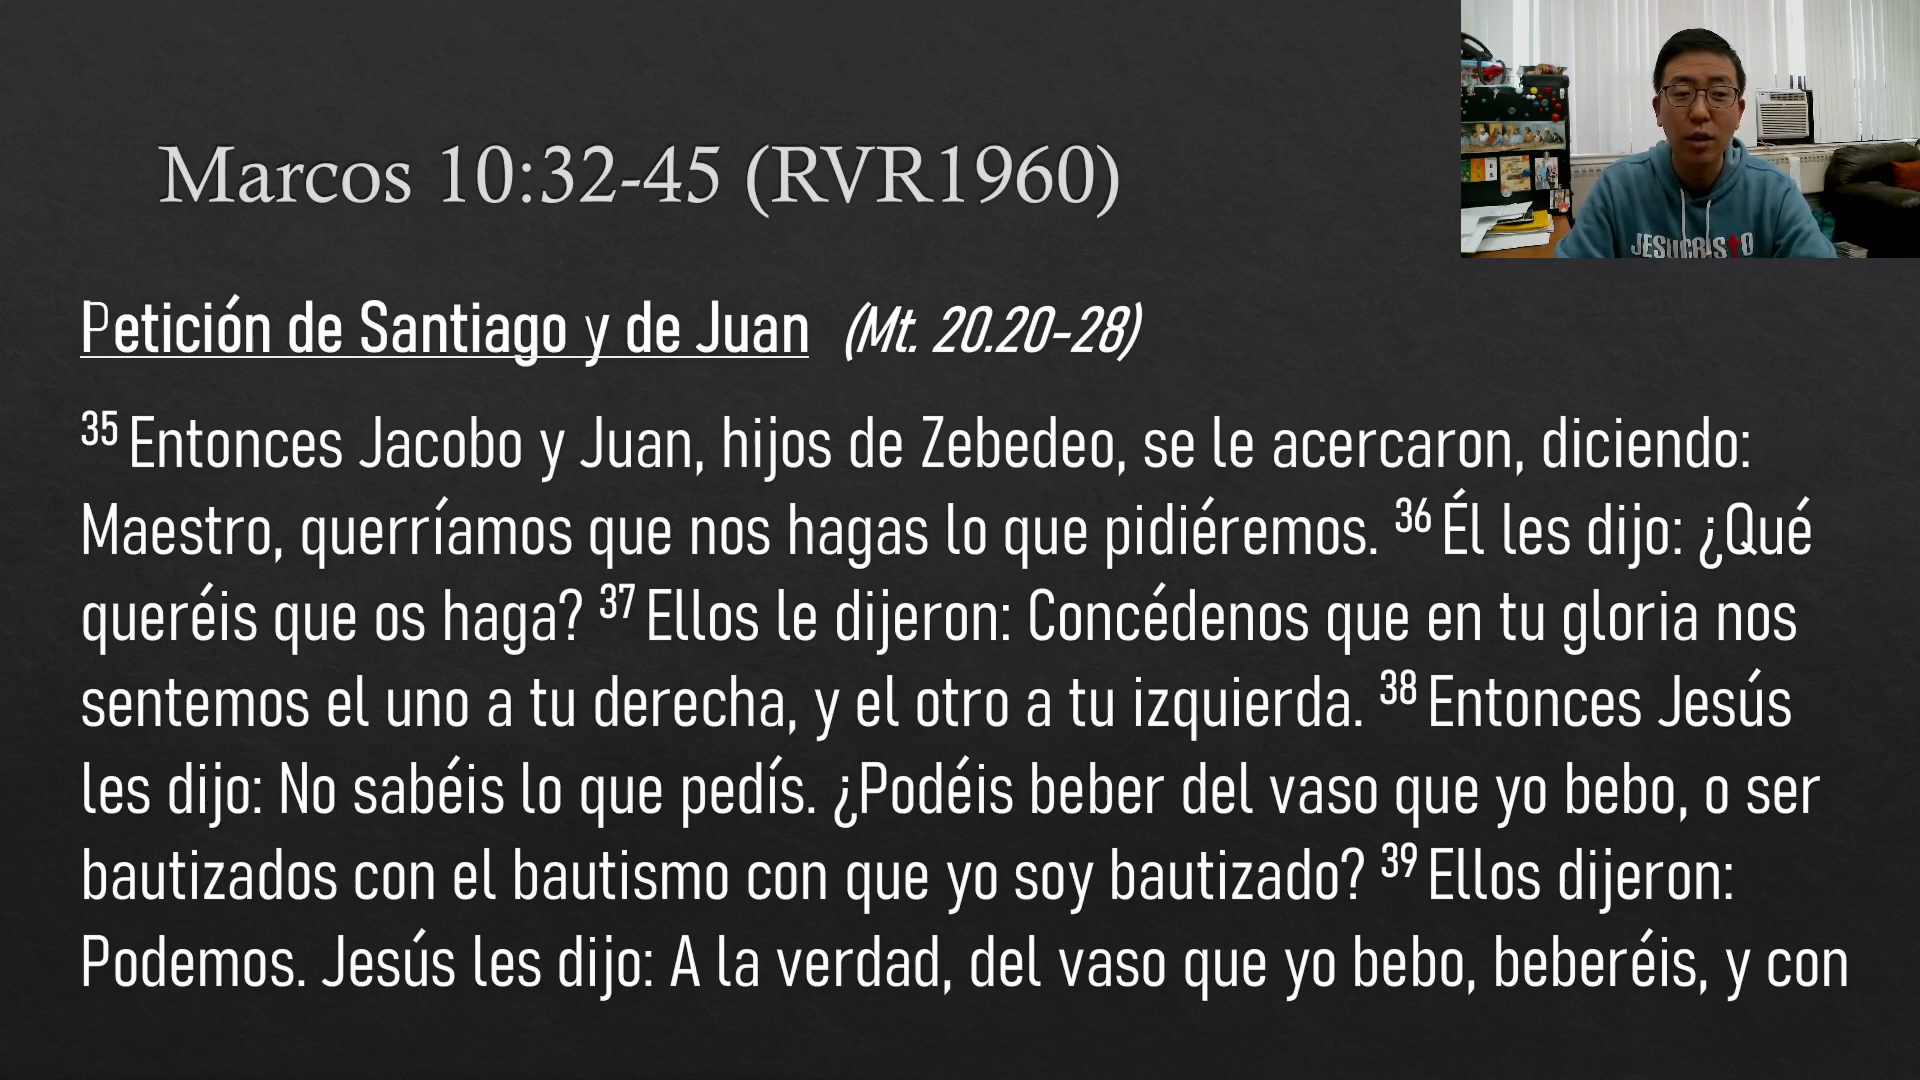 Marcos 10:32-45 (RVR1960)
JESUCRISTO
Petición de Santiago y de Juan (Mt. 20.20-28)
35 Entonces Jacobo y Juan, hijos de Zebedeo, se le acercaron, diciendo:
Maestro, querríamos que nos hagas lo que pidiéremos. 36 Él les dijo: ¿Qué
queréis que os haga? 37 Ellos le dijeron: Concédenos que en tu gloria nos
sentemos el uno a tu derecha, y el otro a tu izquierda. 38 Entonces Jesús
les dijo: No sabéis lo que pedís. ¿Podéis beber del vaso que yo bebo, o ser
bautizados con el bautismo con que yo soy bautizado? 39 Ellos dijeron:
Podemos. Jesús les dijo: A la verdad, del vaso que yo bebo, beberéis, y con